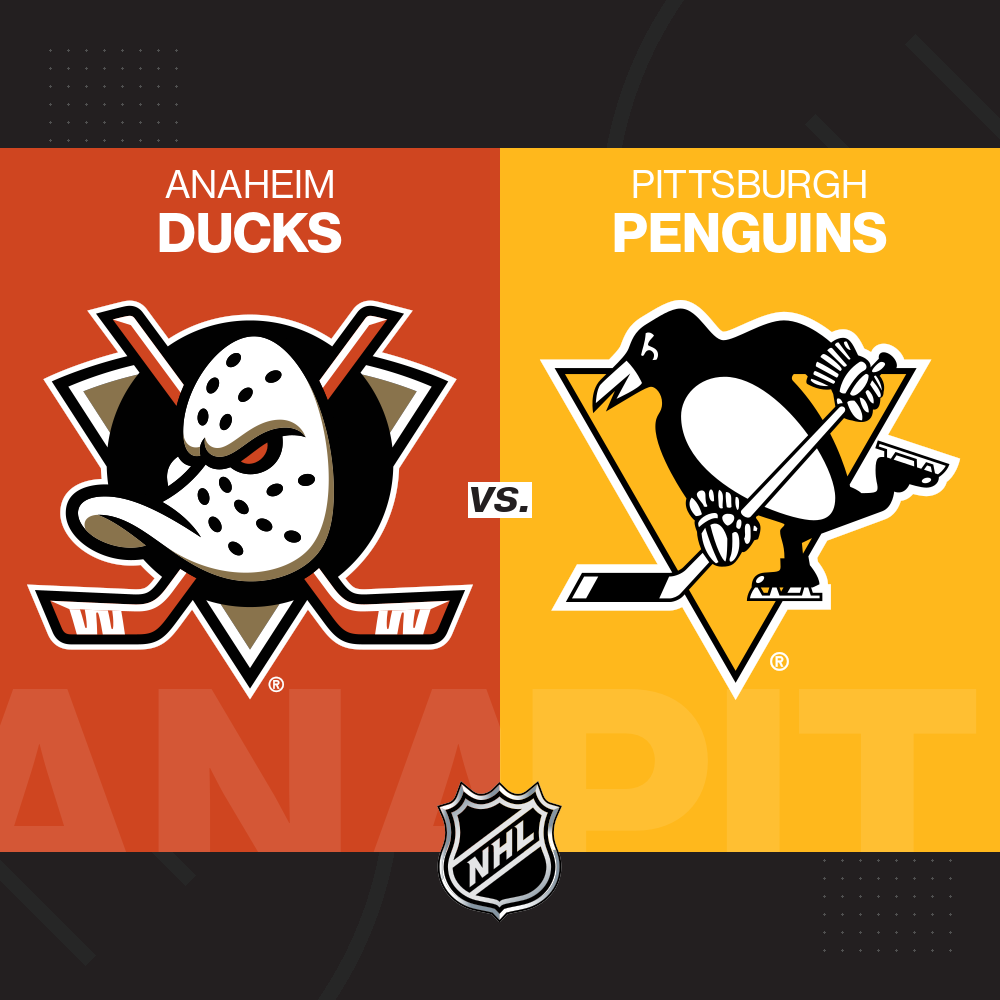 ANAHEIM
DUCKS
PITTSBURGH
PENGUINS
VS.
®
®
ANA
PIT
NHL